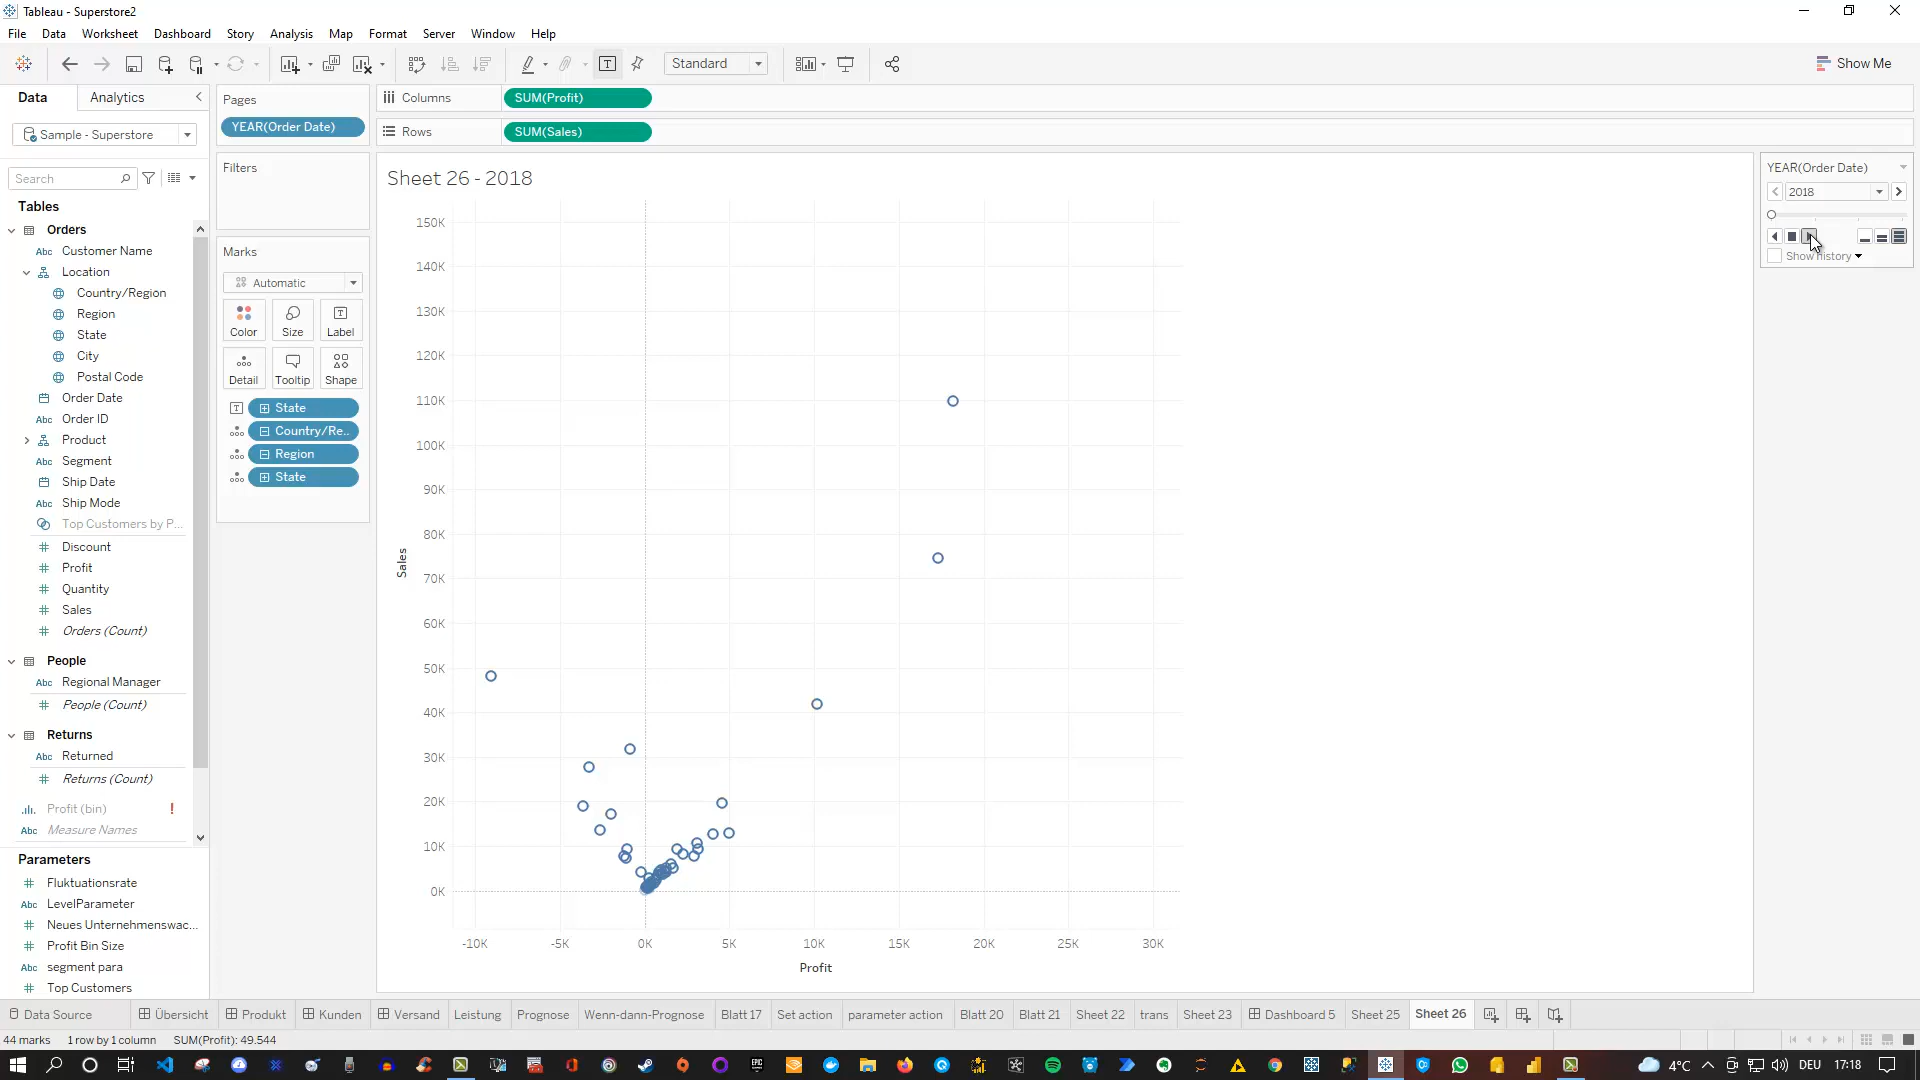 Tableau - Superstore2
File Data Worksheet Dashboard Story Analysis Map Format Server Window Help
Standard
Show Me
Data Analytics
Pages
Columns
SUM(Profit)
YEAR(Order Date)
Rows
SUM(Sales)
Sample - Superstore
Search
Tables
Orders
Customer Name
Location
Country/Region
Region
State
City
Postal Code
Order Date
Order ID
Product
Segment
Ship Date
Ship Mode
Top Customers by P...
Discount
Profit
Quantity
Sales
Orders (Count)
People
Regional Manager
People (Count)
Returns
Returned
Returns (Count)
Profit (bin)
!
Measure Names
Parameters
Fluktuationsrate
LevelParameter
Neues Unternehmenswac...
Profit Bin Size
segment para
Top Customers
Filters
Marks
Automatic
Color Size Label
Detail Tooltip Shape
State
Country/Re..
Region
State
Sheet 26 - 2018
150K
140K
130K
120K
110K
100K
90K
80K
70K
60K
50K
40K
30K
20K
10K
0K
Sales
-10K -5K 0K 5K 10K 15K 20K 25K 30K
Profit
YEAR(Order Date)
2018
Show history
Data Source Übersicht Produkt Kunden Versand Leistung Prognose Wenn-dann-Prognose Blatt 17 Set action parameter action Blatt 20 Blatt 21 Sheet 22 trans Sheet 23 Dashboard 5 Sheet 25 Sheet 26
44 marks 1 row by 1 column SUM(Profit): 49.544
4°C DEU 17:18